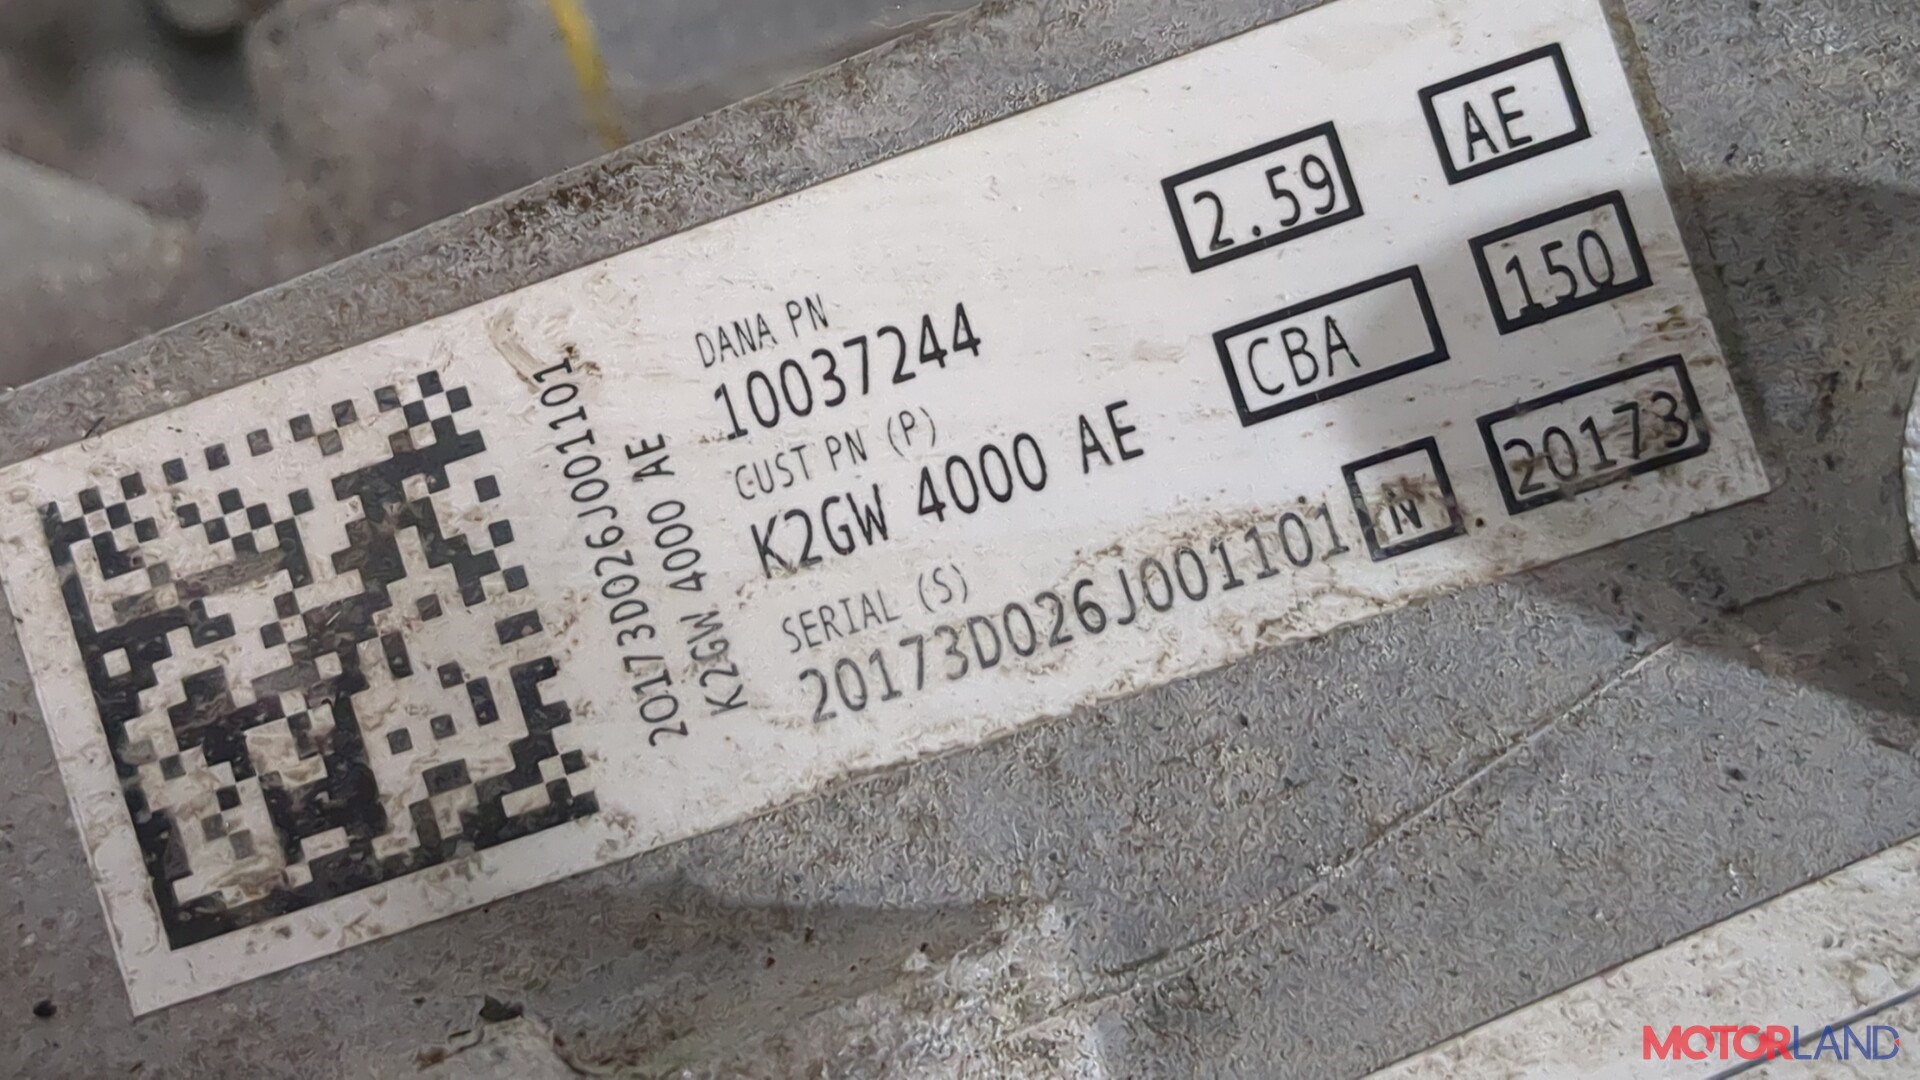 2.59 AE
DANA PN
10037244
CBA 150
CUST PN (P)
K2GW 4000 AE
N 20173
SERIAL (S)
20173D026J001101
20173D026J001101
K2GW 4000 AE
MOTORLAND